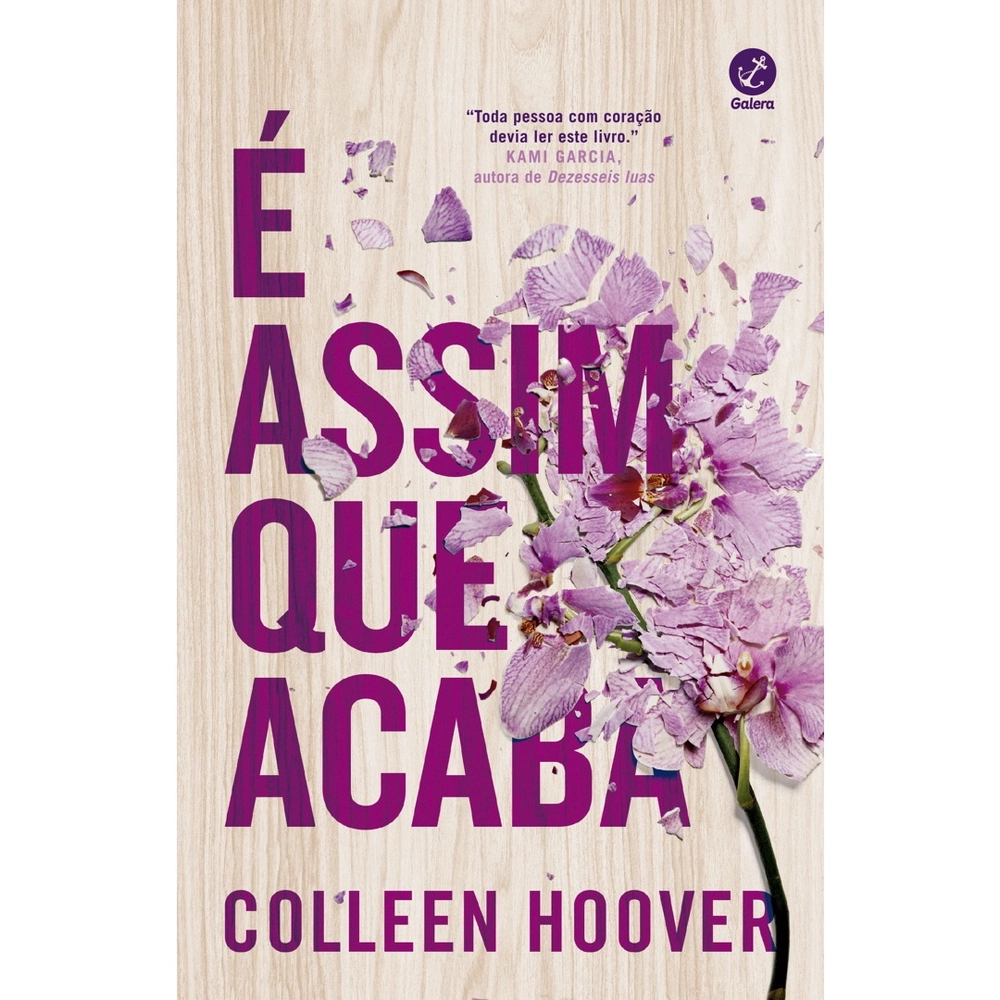 Galera
“Toda pessoa com coração
devia ler este livro.”
KAMI GARCIA,
autora de Dezesseis luas
É
ASSIM
QUE
ACABA
COLLEEN HOOVER